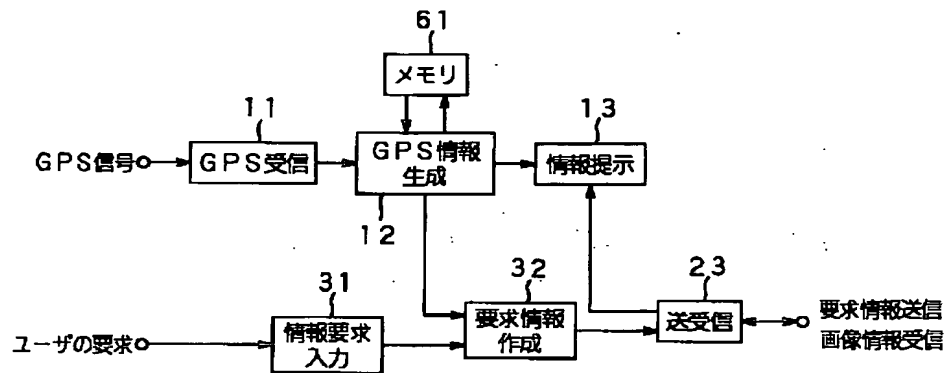 61
メモリ
11
13
GPS信号
GPS受信
GPS情報
生成
情報提示
12
31
32
23
ユーザの要求
情報要求
入力
要求情報
作成
送受信
要求情報送信
画像情報受信